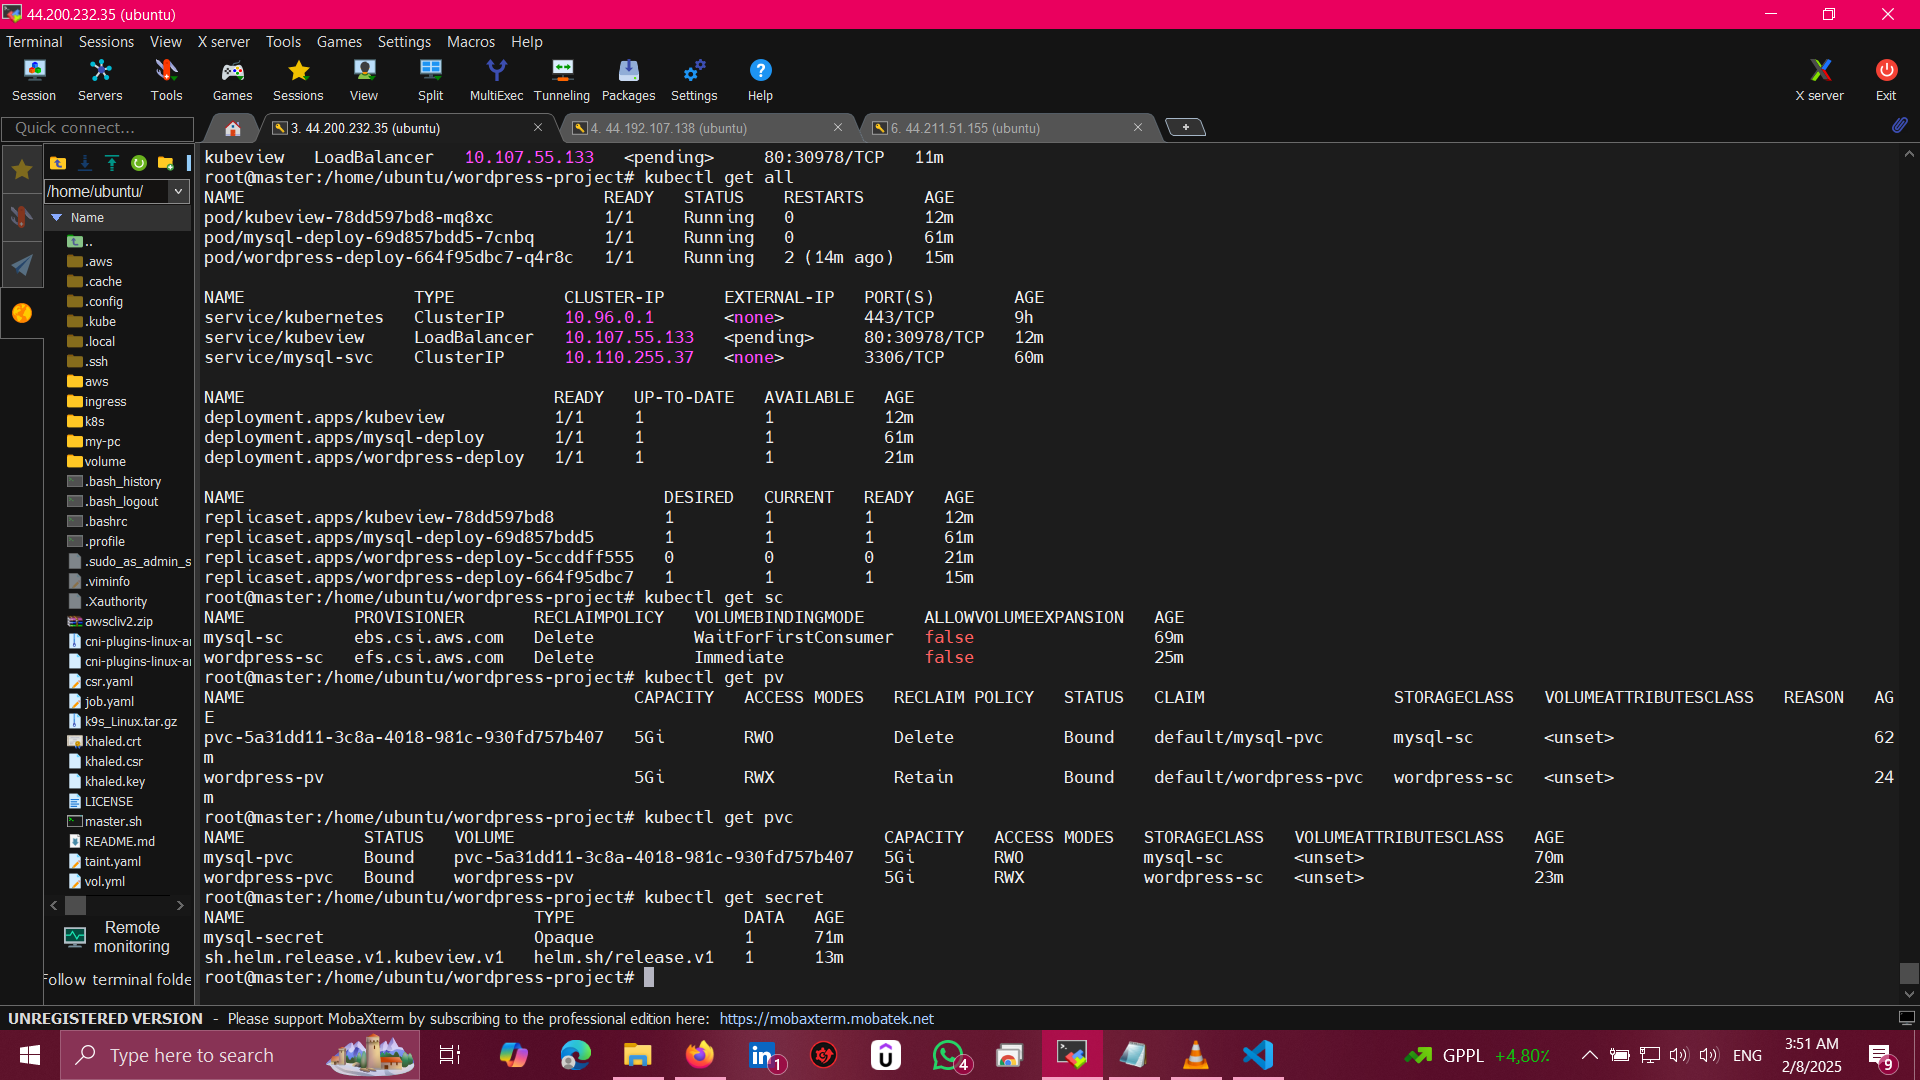 44.200.232.35 (ubuntu)
Terminal Sessions View X server Tools Games Settings Macros Help
Session Servers Tools Games Sessions View Split MultiExec Tunneling Packages Settings Help X server Exit
Quick connect... 3. 44.200.232.35 (ubuntu) 4. 44.192.107.138 (ubuntu) 6. 44.211.51.155 (ubuntu)
/home/ubuntu/
Name
..
.aws
.cache
.config
.kube
.local
.ssh
aws
ingress
k8s
my-pc
volume
.bash_history
.bash_logout
.bashrc
.profile
.sudo_as_admin_s
.viminfo
.Xauthority
awscliv2.zip
cni-plugins-linux-ar
cni-plugins-linux-ar
csr.yaml
job.yaml
k9s_Linux.tar.gz
khaled.crt
khaled.csr
khaled.key
LICENSE
master.sh
README.md
taint.yaml
vol.yml
Remote
monitoring
Follow terminal folde
kubeview LoadBalancer 10.107.55.133 <pending> 80:30978/TCP 11m
root@master:/home/ubuntu/wordpress-project# kubectl get all
NAME READY STATUS RESTARTS AGE
pod/kubeview-78dd597bd8-mq8xc 1/1 Running 0 12m
pod/mysql-deploy-69d857bdd5-7cnbq 1/1 Running 0 61m
pod/wordpress-deploy-664f95dbc7-q4r8c 1/1 Running 2 (14m ago) 15m
NAME TYPE CLUSTER-IP EXTERNAL-IP PORT(S) AGE
service/kubernetes ClusterIP 10.96.0.1 <none> 443/TCP 9h
service/kubeview LoadBalancer 10.107.55.133 <pending> 80:30978/TCP 12m
service/mysql-svc ClusterIP 10.110.255.37 <none> 3306/TCP 60m
NAME READY UP-TO-DATE AVAILABLE AGE
deployment.apps/kubeview 1/1 1 1 12m
deployment.apps/mysql-deploy 1/1 1 1 61m
deployment.apps/wordpress-deploy 1/1 1 1 21m
NAME DESIRED CURRENT READY AGE
replicaset.apps/kubeview-78dd597bd8 1 1 1 12m
replicaset.apps/mysql-deploy-69d857bdd5 1 1 1 61m
replicaset.apps/wordpress-deploy-5ccddff555 0 0 0 21m
replicaset.apps/wordpress-deploy-664f95dbc7 1 1 1 15m
root@master:/home/ubuntu/wordpress-project# kubectl get sc
NAME PROVISIONER RECLAIMPOLICY VOLUMEBINDINGMODE ALLOWVOLUMEEXPANSION AGE
mysql-sc ebs.csi.aws.com Delete WaitForFirstConsumer false 69m
wordpress-sc efs.csi.aws.com Delete Immediate false 25m
root@master:/home/ubuntu/wordpress-project# kubectl get pv
NAME CAPACITY ACCESS MODES RECLAIM POLICY STATUS CLAIM STORAGECLASS VOLUMEATTRIBUTESCLASS REASON AG
E
pvc-5a31dd11-3c8a-4018-981c-930fd757b407 5Gi RWO Delete Bound default/mysql-pvc mysql-sc <unset> 62
m
wordpress-pv 5Gi RWX Retain Bound default/wordpress-pvc wordpress-sc <unset> 24
m
root@master:/home/ubuntu/wordpress-project# kubectl get pvc
NAME STATUS VOLUME CAPACITY ACCESS MODES STORAGECLASS VOLUMEATTRIBUTESCLASS AGE
mysql-pvc Bound pvc-5a31dd11-3c8a-4018-981c-930fd757b407 5Gi RWO mysql-sc <unset> 70m
wordpress-pvc Bound wordpress-pv 5Gi RWX wordpress-sc <unset> 23m
root@master:/home/ubuntu/wordpress-project# kubectl get secret
NAME TYPE DATA AGE
mysql-secret Opaque 1 71m
sh.helm.release.v1.kubeview.v1 helm.sh/release.v1 1 13m
root@master:/home/ubuntu/wordpress-project#
UNREGISTERED VERSION - Please support MobaXterm by subscribing to the professional edition here: https://mobaxterm.mobatek.net
Type here to search 1 4 GPPL +4,80% ENG 3:51 AM
2/8/2025 9